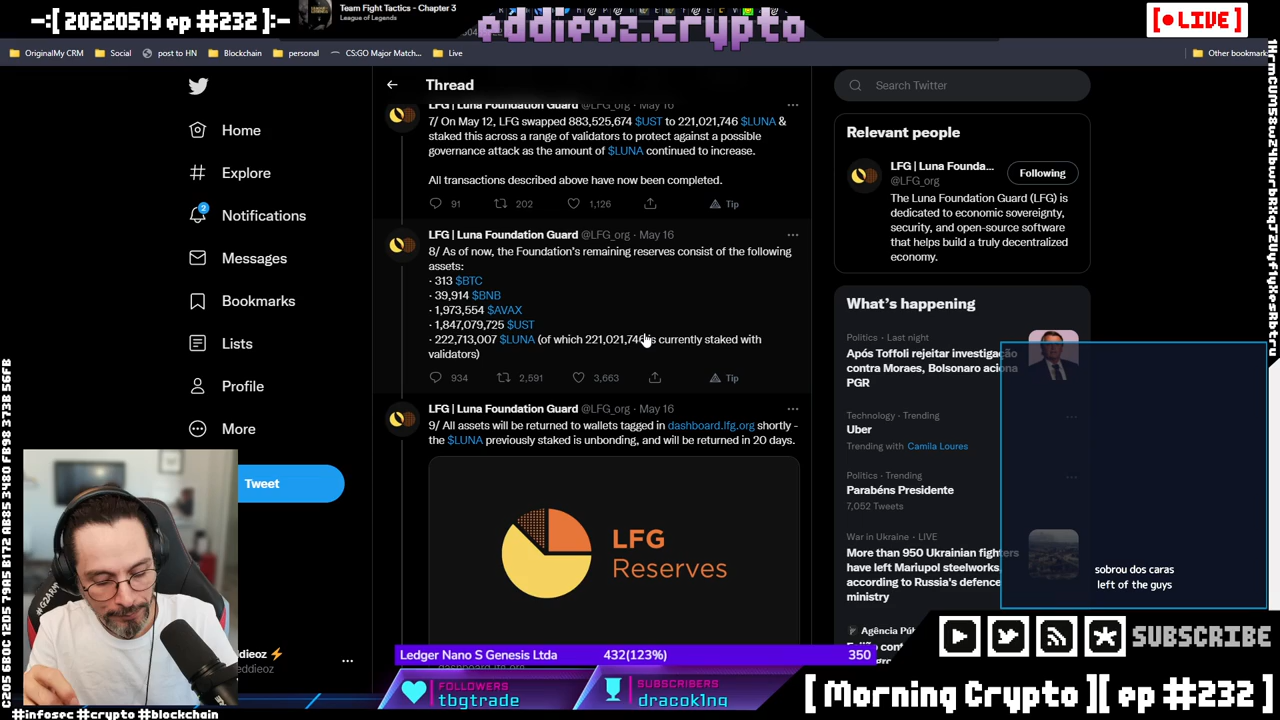 -:[ 20220519 ep #232 ]:-
Team Fight Tactics - Chapter 3
League of Legends
eddieoz.crypto
[● LIVE]
OriginalMy CRM
Social
post to HN
Blockchain
personal
CS:GO Major Match...
Live
Other bookmark
Home
Explore
2
Notifications
Messages
Bookmarks
Lists
Profile
More
Tweet
Thread
LFG | Luna Foundation Guard @LFG_org · May 16
7/ On May 12, LFG swapped 883,525,674 $UST to 221,021,746 $LUNA &
staked this across a range of validators to protect against a possible
governance attack as the amount of $LUNA continued to increase.
All transactions described above have now been completed.
91
202
1,126
Tip
LFG | Luna Foundation Guard @LFG_org · May 16
8/ As of now, the Foundation's remaining reserves consist of the following
assets:
· 313 $BTC
· 39,914 $BNB
· 1,973,554 $AVAX
· 1,847,079,725 $UST
· 222,713,007 $LUNA (of which 221,021,746 is currently staked with
validators)
934
2,591
3,663
Tip
LFG | Luna Foundation Guard @LFG_org · May 16
9/ All assets will be returned to wallets tagged in dashboard.lfg.org shortly -
the $LUNA previously staked is unbonding, and will be returned in 20 days.
LFG
Reserves
Search Twitter
Relevant people
LFG | Luna Founda...
@LFG_org
Following
The Luna Foundation Guard (LFG) is
dedicated to economic sovereignty,
security, and open-source software
that helps build a truly decentralized
economy.
What's happening
Politics · Last night
Após Toffoli rejeitar investigação
contra Moraes, Bolsonaro aciona
PGR
Technology · Trending
Uber
Trending with Camila Loures
Politics · Trending
Parabéns Presidente
7,052 Tweets
War in Ukraine · LIVE
More than 950 Ukrainian fighters
have left Mariupol steelworks,
according to Russia's defence
ministry
sobrou dos caras
left of the guys
SUBSCRIBE
Ledger Nano S Genesis Ltda
432(123%)
350
FOLLOWERS
tbgtrade
SUBSCRIBERS
dracok1ng
[ Morning Crypto ][ ep #232 ]
#infosec #crypto #blockchain